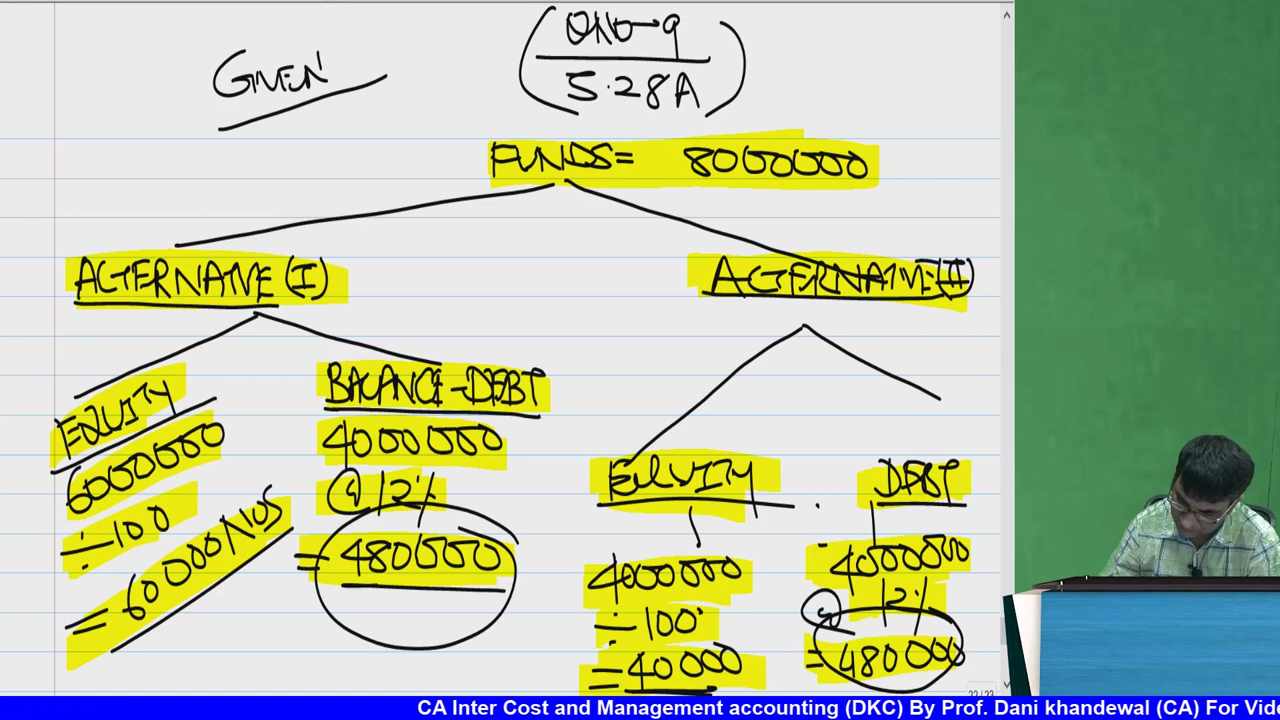 GIVEN
QNO→9
5.28A
FUNDS= 8000000
ALTERNATIVE (I)
ALTERNATIVE (II)
EQUITY
6000000
÷100
= 60000 NOS
BALANCE-DEBT
4000000
@12%
= 480000
EQUITY
4000000
÷100
= 40000
DEBT
4000000
@ 12%
= 480000
22/23
CA Inter Cost and Management accounting (DKC) By Prof. Dani khandewal (CA) For Vide